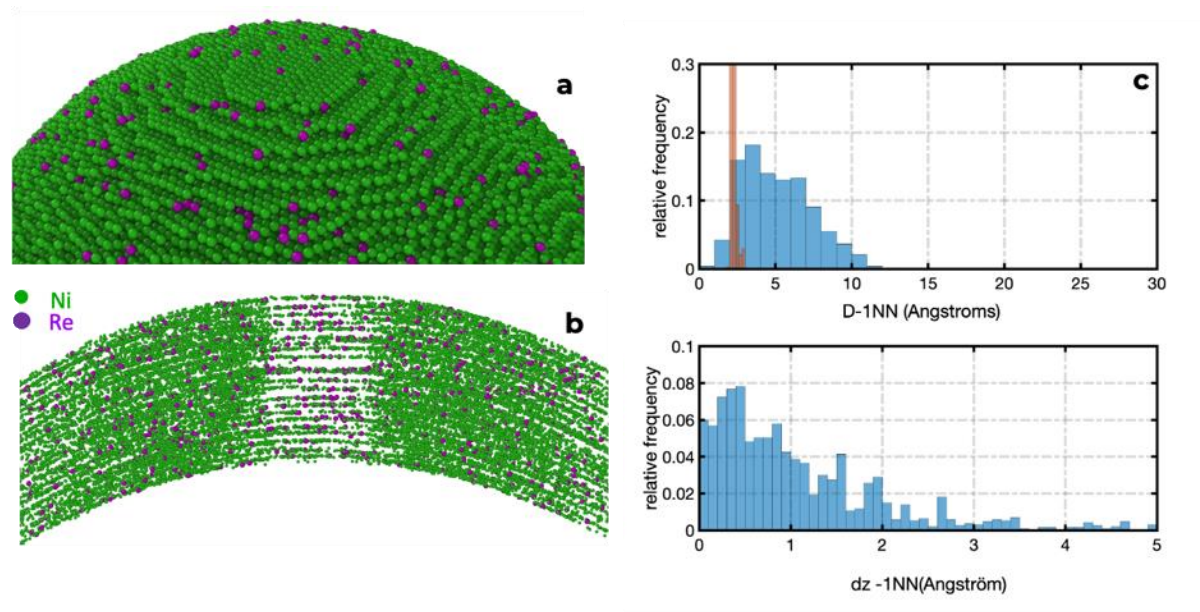 a
Ni
Re
b
c
0.3
0.2
0.1
0
relative frequency
0 5 10 15 20 25 30
D-1NN (Angstroms)
0.1
0.08
0.06
0.04
0.02
0
relative frequency
0 1 2 3 4 5
dz -1NN(Angström)